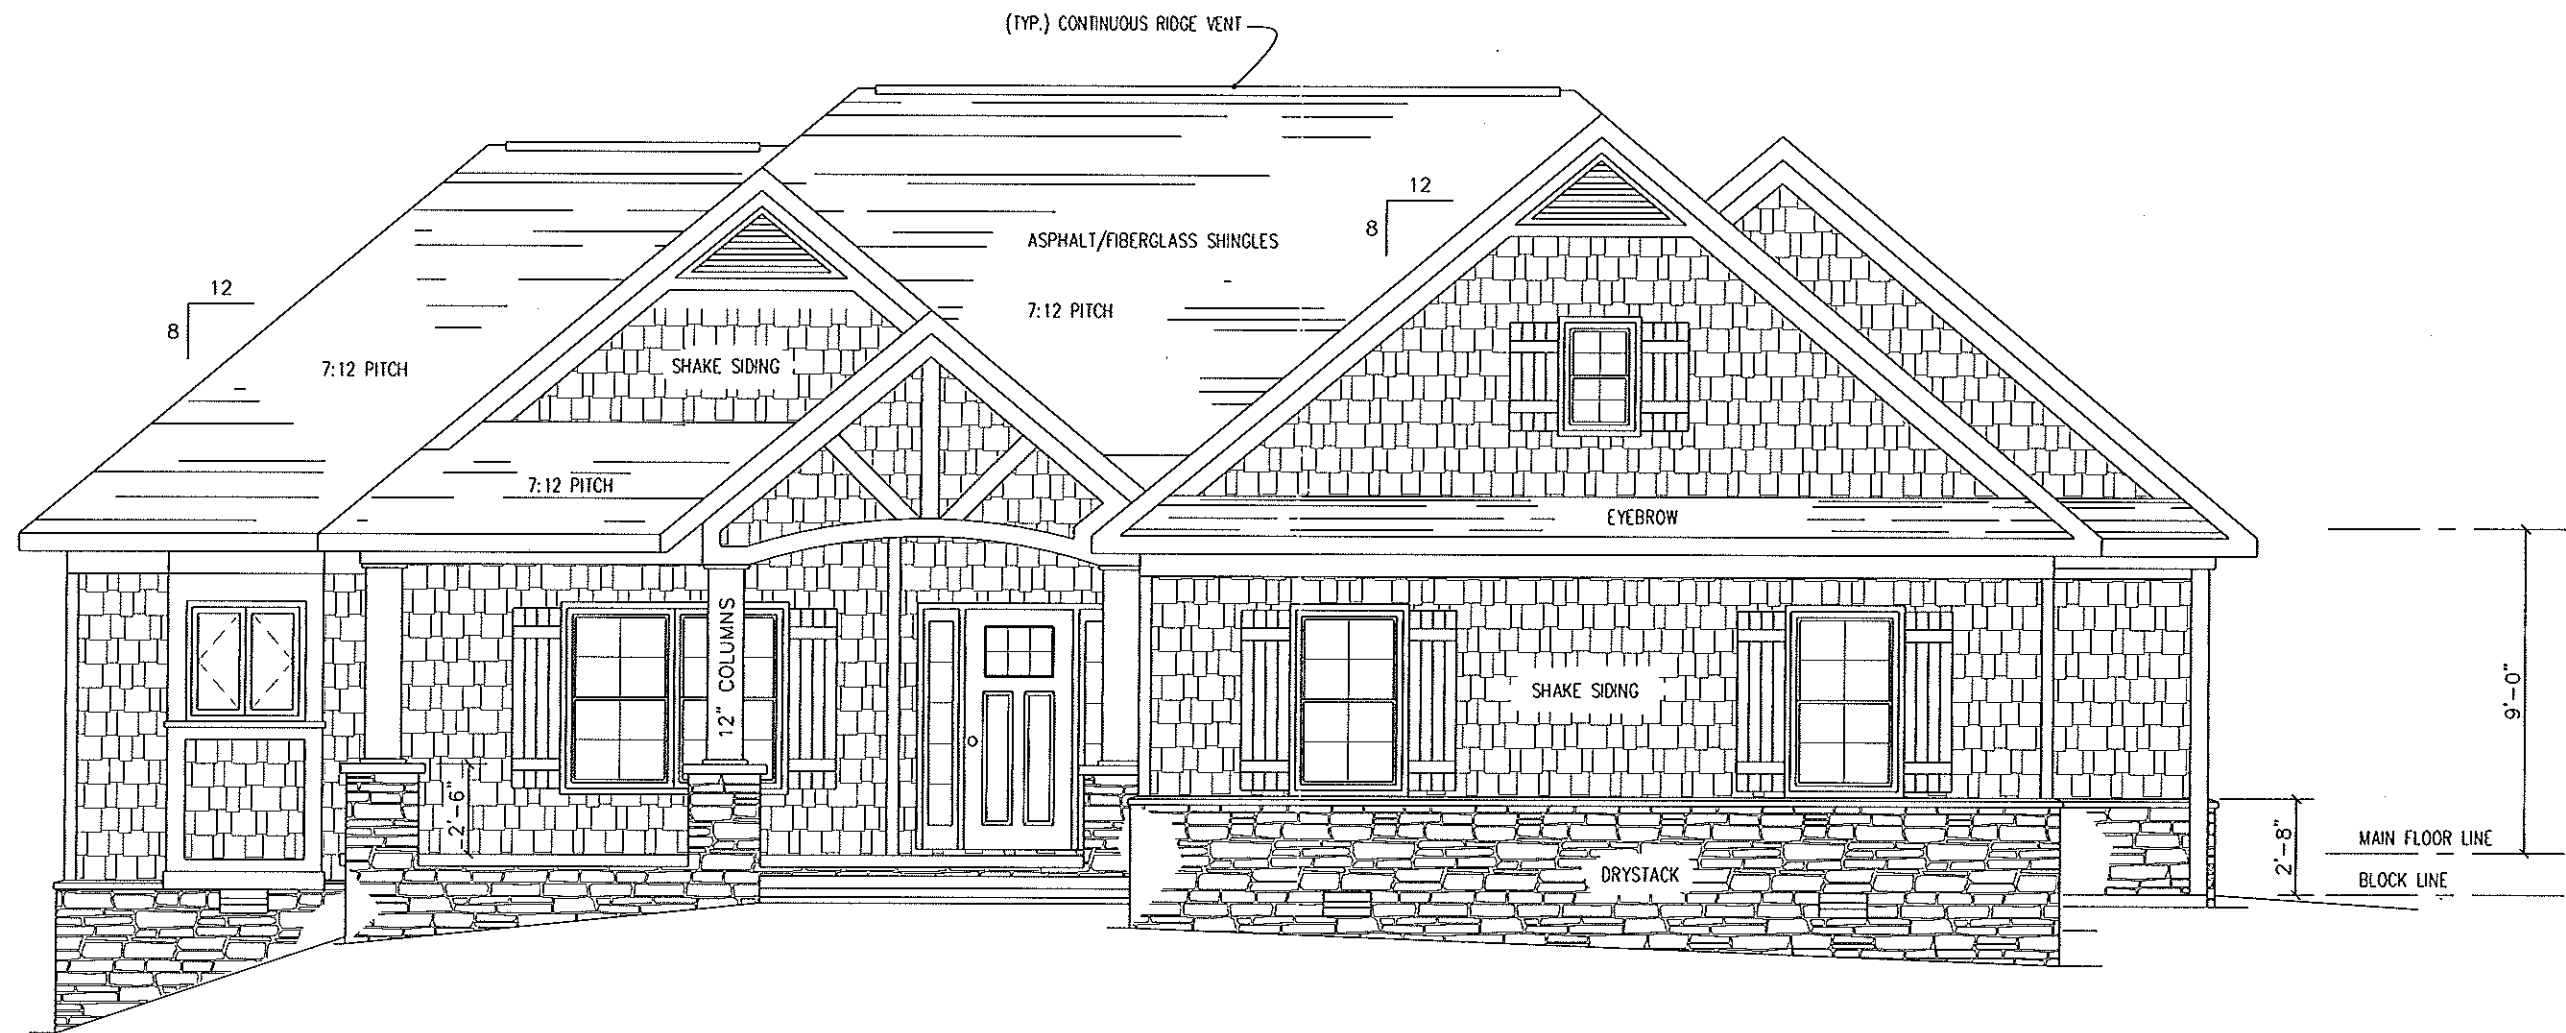 (TYP.) CONTINUOUS RIDGE VENT
12
8
ASPHALT/FIBERGLASS SHINGLES
12
8
7:12 PITCH
7:12 PITCH
SHAKE SIDING
7:12 PITCH
EYEBROW
12" COLUMNS
SHAKE SIDING
9'-0"
2'-6"
2'-8"
MAIN FLOOR LINE
DRYSTACK
BLOCK LINE